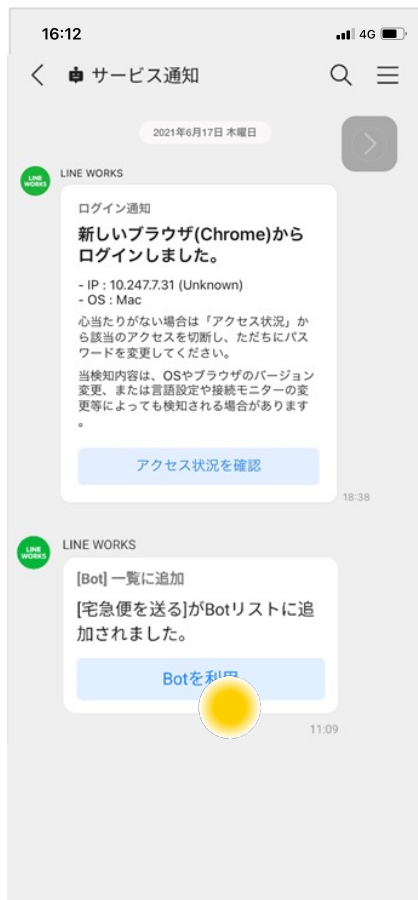 16:12
4G
サービス通知
2021年6月17日 木曜日
LINE WORKS
LINE
WORKS
ログイン通知
新しいブラウザ(Chrome)から
ログインしました。
- IP : 10.247.7.31 (Unknown)
- OS : Mac
心当たりがない場合は「アクセス状況」か
ら該当のアクセスを切断し、ただちにパス
ワードを変更してください。
当検知内容は、OSやブラウザのバージョン
変更、または言語設定や接続モニターの変
更等によっても検知される場合があります
。
アクセス状況を確認
18:38
LINE WORKS
LINE
WORKS
[Bot] 一覧に追加
[宅急便を送る]がBotリストに追
加されました。
Botを利用
11:09